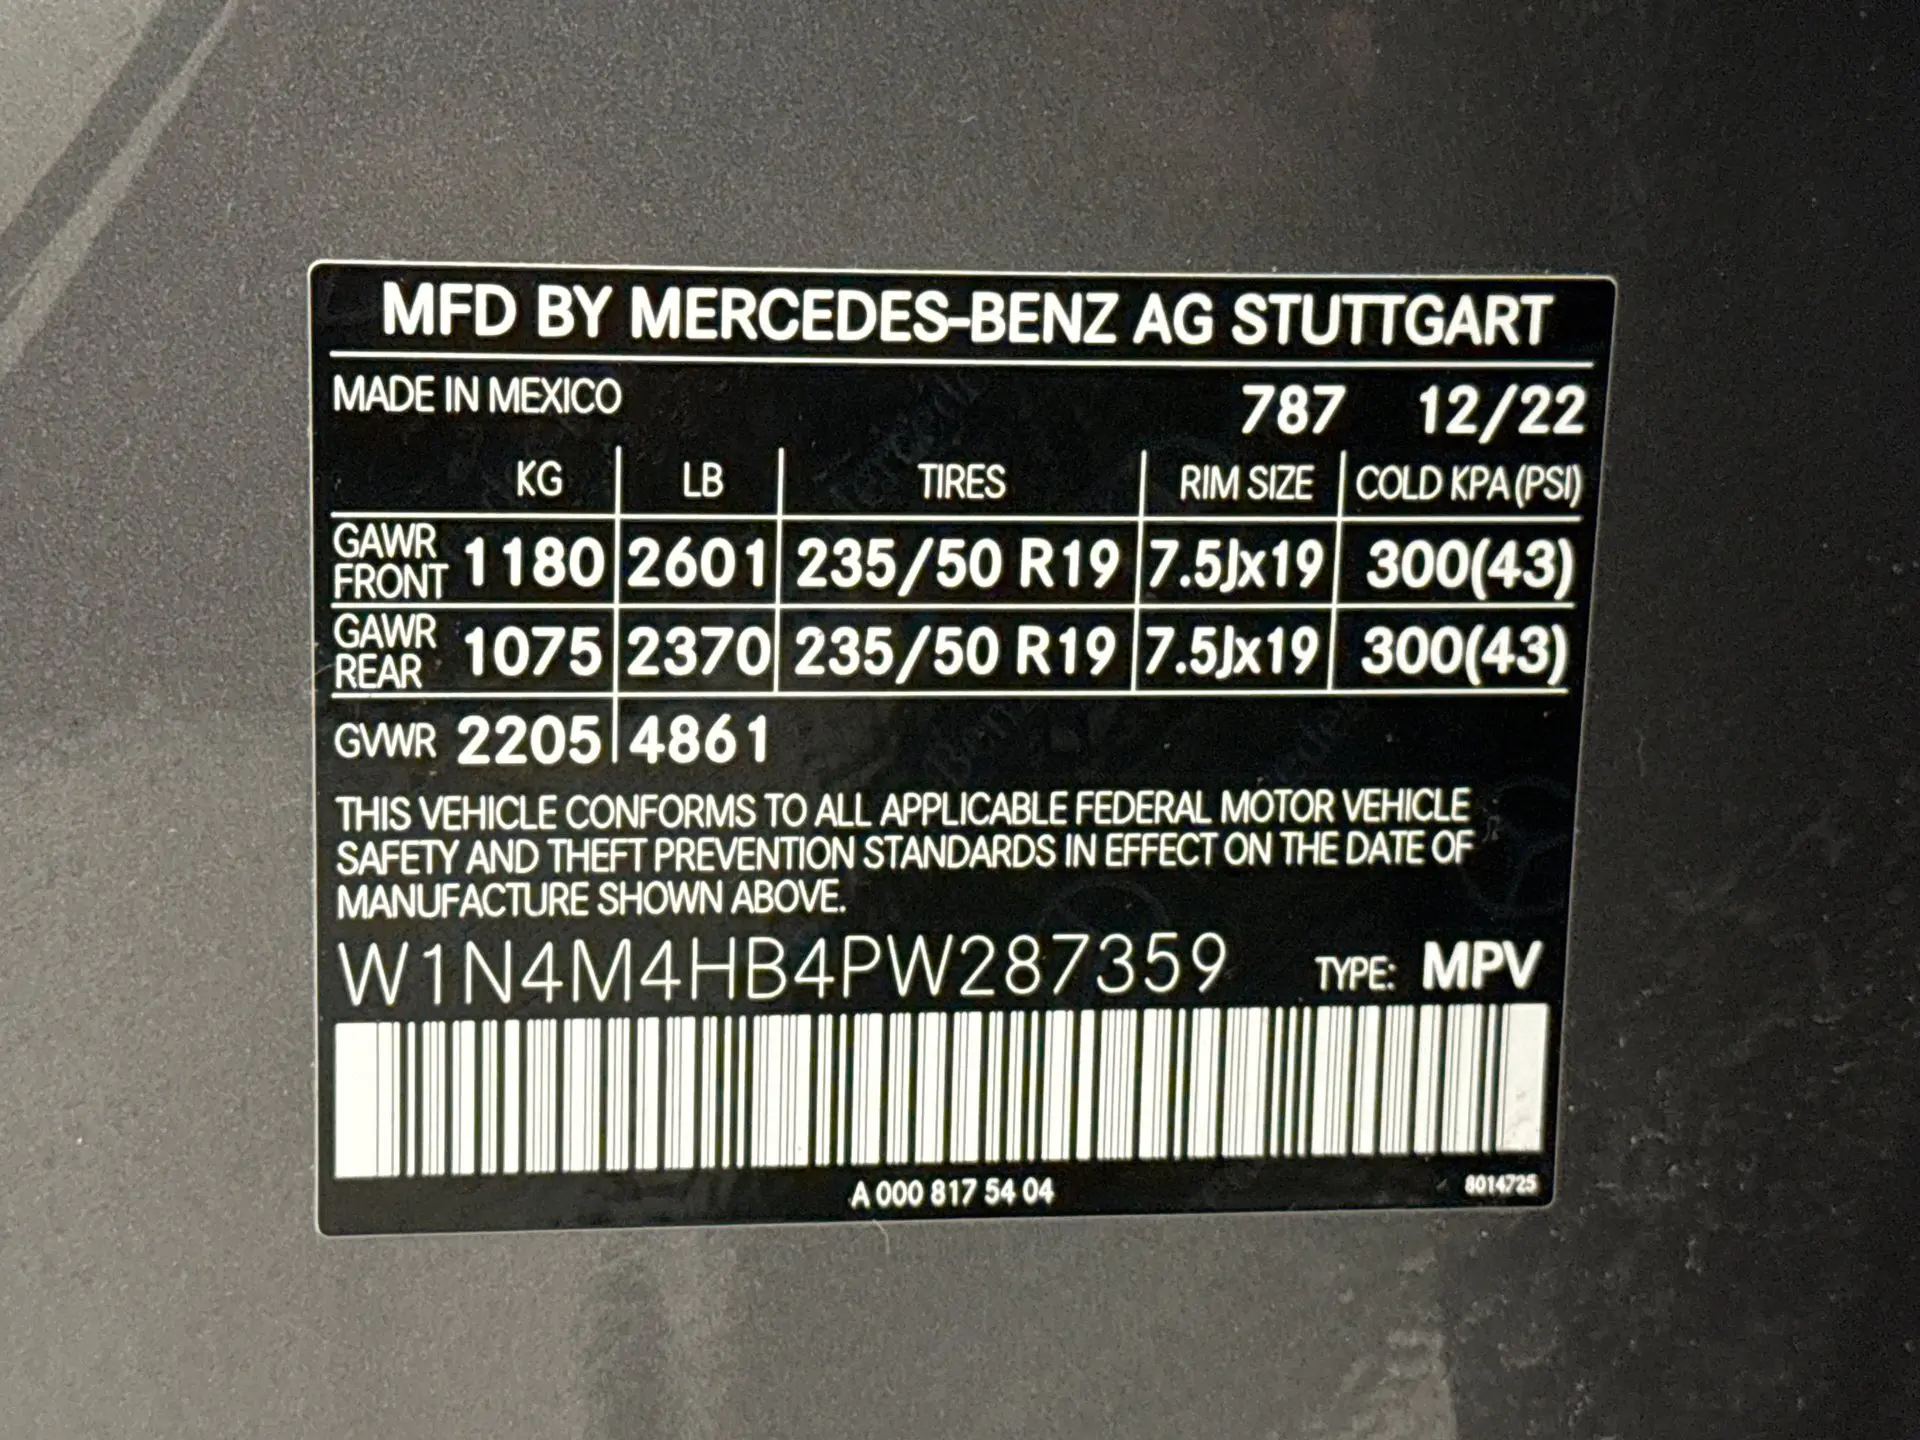 MFD BY MERCEDES-BENZ AG STUTTGART
MADE IN MEXICO 787 12/22
KG LB TIRES RIM SIZE COLD KPA (PSI)
GAWR FRONT 1180 2601 235/50 R19 7.5Jx19 300(43)
GAWR REAR 1075 2370 235/50 R19 7.5Jx19 300(43)
GVWR 2205 4861
THIS VEHICLE CONFORMS TO ALL APPLICABLE FEDERAL MOTOR VEHICLE
SAFETY AND THEFT PREVENTION STANDARDS IN EFFECT ON THE DATE OF
MANUFACTURE SHOWN ABOVE.
W1N4M4HB4PW287359 TYPE: MPV
A 000 817 54 04 8014725